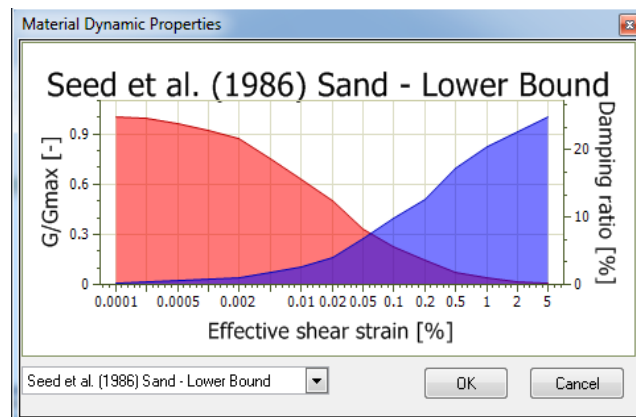 Material Dynamic Properties
x
Seed et al. (1986) Sand - Lower Bound
G/Gmax [-]
0.9
0.6
0.3
0
Damping ratio [%]
20
10
0
0.0001 0.0005 0.002 0.01 0.02 0.05 0.1 0.2 0.5 1 2 5
Effective shear strain [%]
Seed et al. (1986) Sand - Lower Bound
OK
Cancel